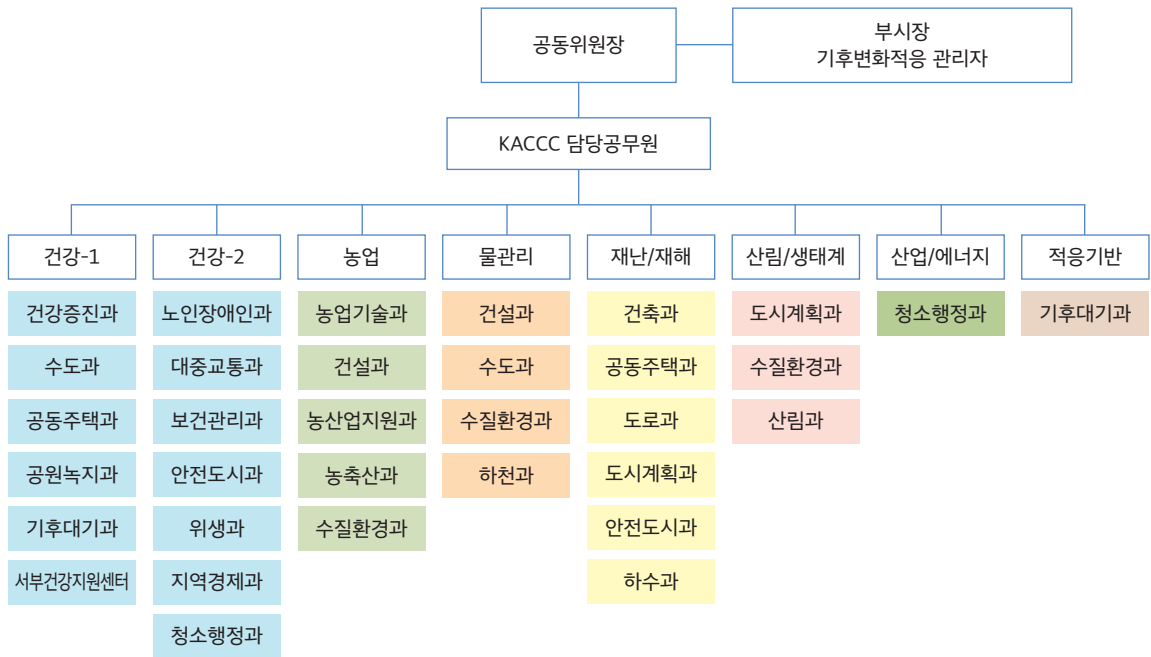 공동위원장
부시장
기후변화적응 관리자
KACCC 담당공무원
건강-1
건강-2
농업
물관리
재난/재해
산림/생태계
산업/에너지
적응기반
건강증진과
노인장애인과
농업기술과
건설과
건축과
도시계획과
청소행정과
기후대기과
수도과
대중교통과
건설과
수도과
공동주택과
수질환경과
공동주택과
보건관리과
농산업지원과
수질환경과
도로과
산림과
공원녹지과
안전도시과
농축산과
하천과
도시계획과
기후대기과
위생과
수질환경과
안전도시과
서부건강지원센터
지역경제과
하수과
청소행정과